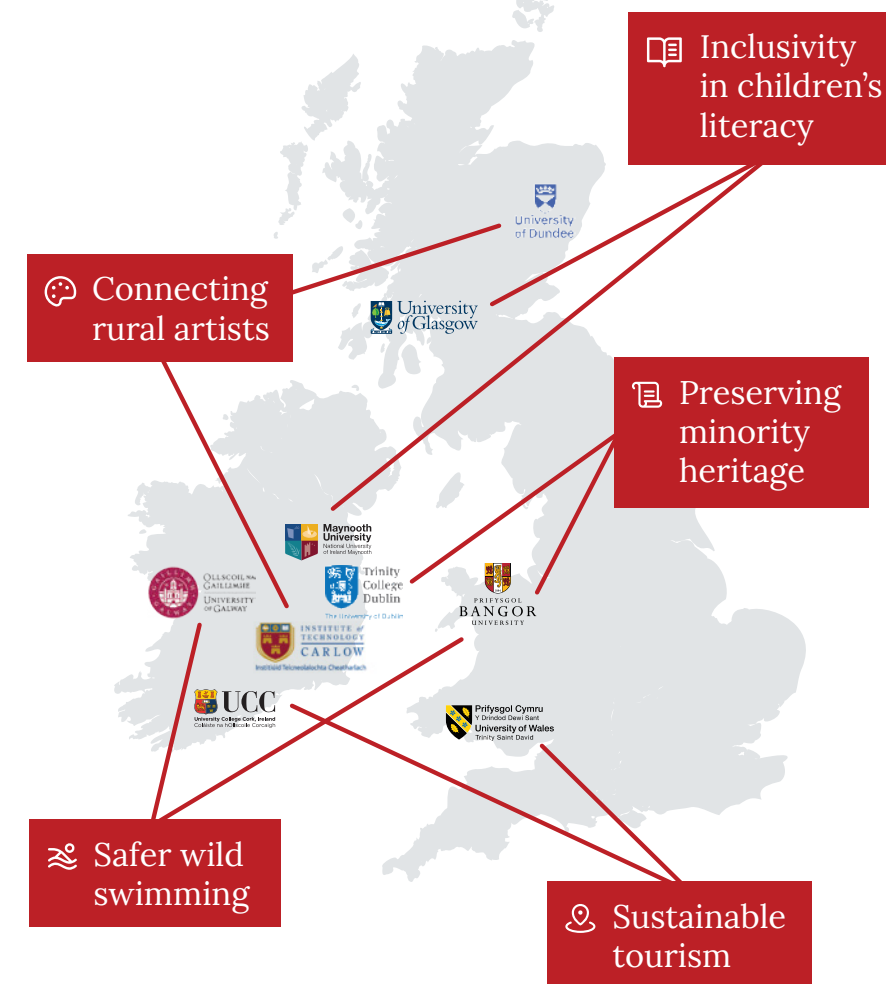 Inclusivity
in children's
literacy
University
of Dundee
Connecting
rural artists
University
of Glasgow
Preserving
minority
heritage
Maynooth
University
National University
of Ireland Maynooth
Trinity
College
Dublin
The University of Dublin
OLLSCOIL NA
GAILLIMHE
UNIVERSITY
OF GALWAY
PRIFYSGOL
BANGOR
UNIVERSITY
INSTITUTE of
TECHNOLOGY
CARLOW
Institiúid Teicneolaíochta Cheatharlach
UCC
University College Cork, Ireland
Coláiste na hOllscoile Corcaigh
Prifysgol Cymru
Y Drindod Dewi Sant
University of Wales
Trinity Saint David
Safer wild
swimming
Sustainable
tourism